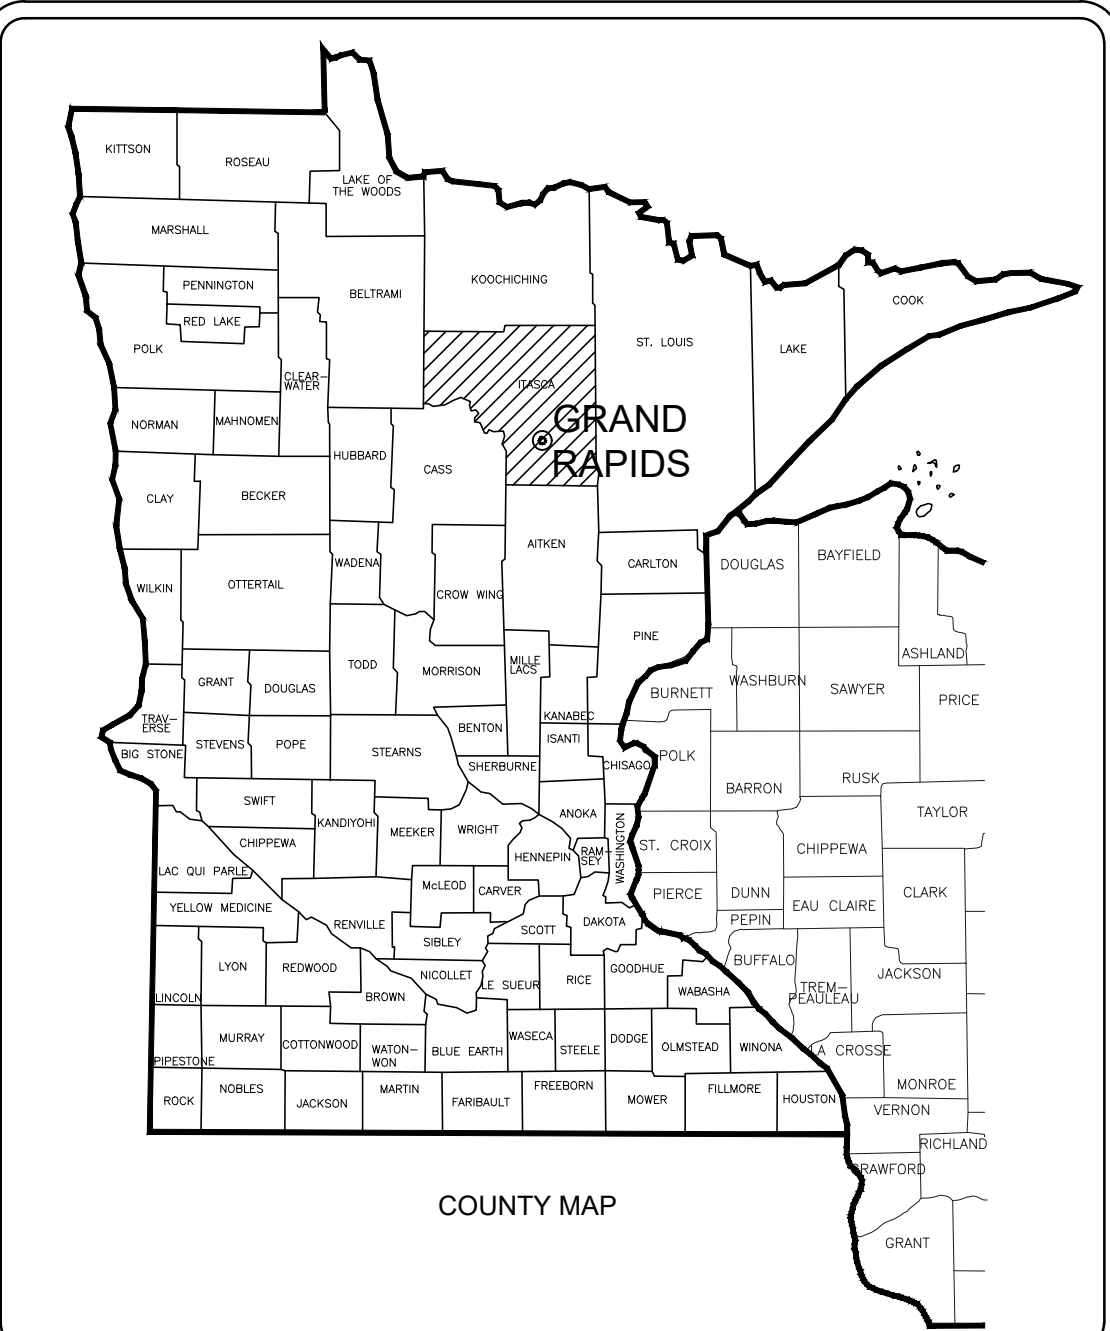 KITTSON
ROSEAU
LAKE OF
THE WOODS
MARSHALL
KOOCHICHING
PENNINGTON
BELTRAMI
COOK
RED LAKE
ST. LOUIS
LAKE
POLK
CLEAR-
WATER
ITASCA
GRAND
RAPIDS
NORMAN
MAHNOMEN
HUBBARD
CASS
CLAY
BECKER
AITKEN
WADENA
CARLTON
DOUGLAS
BAYFIELD
WILKIN
OTTERTAIL
CROW WING
PINE
ASHLAND
TODD
MORRISON
MILLE
LACS
GRANT
DOUGLAS
BURNETT
WASHBURN
SAWYER
PRICE
TRAV-
ERSE
KANABEC
BENTON
ISANTI
STEVENS
POPE
STEARNS
BIG STONE
SHERBURNE
CHISAGO
POLK
RUSK
BARRON
SWIFT
KANDIYOHI
MEEKER
WRIGHT
ANOKA
TAYLOR
CHIPPEWA
HENNEPIN
RAM-
SEY
WASHINGTON
ST. CROIX
CHIPPEWA
LAC QUI PARLE
McLEOD
CARVER
PIERCE
DUNN
CLARK
YELLOW MEDICINE
RENVILLE
SIBLEY
SCOTT
DAKOTA
PEPIN
EAU CLAIRE
LYON
REDWOOD
NICOLLET
LE SUEUR
RICE
GOODHUE
BUFFALO
JACKSON
LINCOLN
BROWN
WABASHA
TREM-
PEAULEAU
MURRAY
COTTONWOOD
WATON-
WON
BLUE EARTH
WASECA
STEELE
DODGE
OLMSTEAD
WINONA
LA CROSSE
PIPESTONE
ROCK
NOBLES
JACKSON
MARTIN
FARIBAULT
FREEBORN
MOWER
FILLMORE
HOUSTON
MONROE
VERNON
RICHLAND
CRAWFORD
COUNTY MAP
GRANT